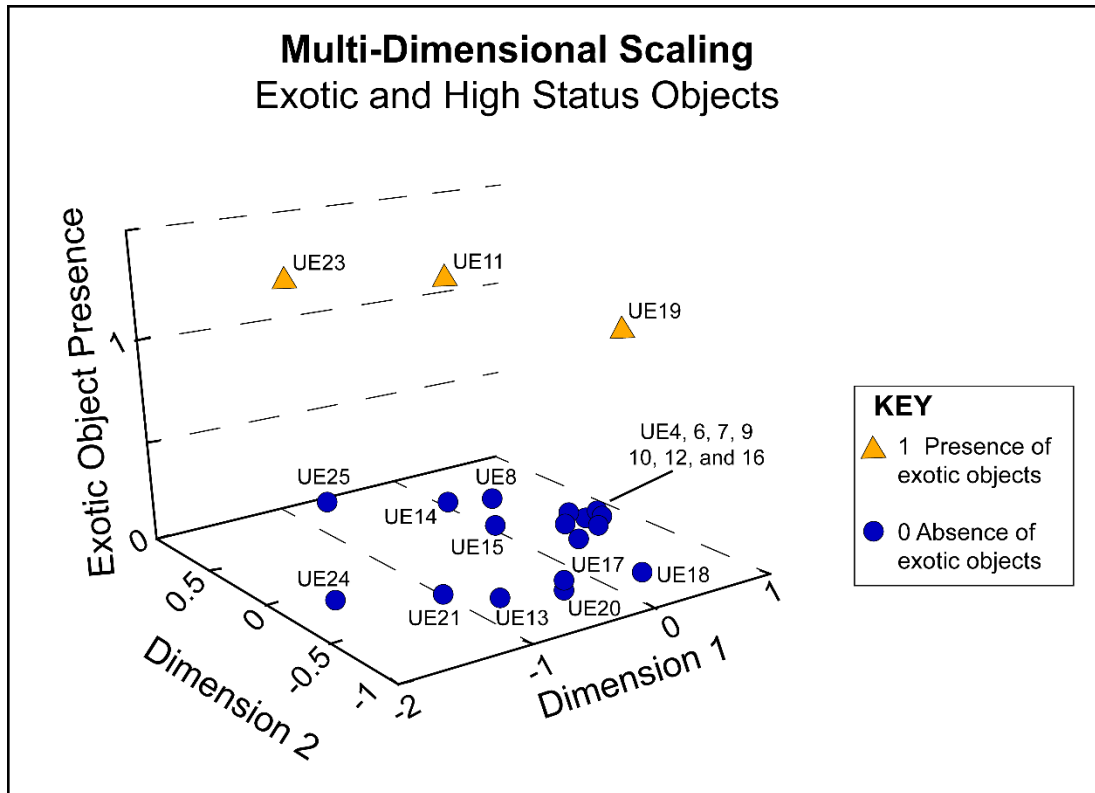 Multi-Dimensional Scaling
Exotic and High Status Objects
Exotic Object Presence
1
0
UE23
UE11
UE19
UE4, 6, 7, 9
10, 12, and 16
UE25
UE8
UE14
UE15
UE17
UE18
UE24
UE21
UE13
UE20
0.5
0
-0.5
-1
Dimension 2
-2
-1
0
1
Dimension 1
KEY
1 Presence of
exotic objects
0 Absence of
exotic objects